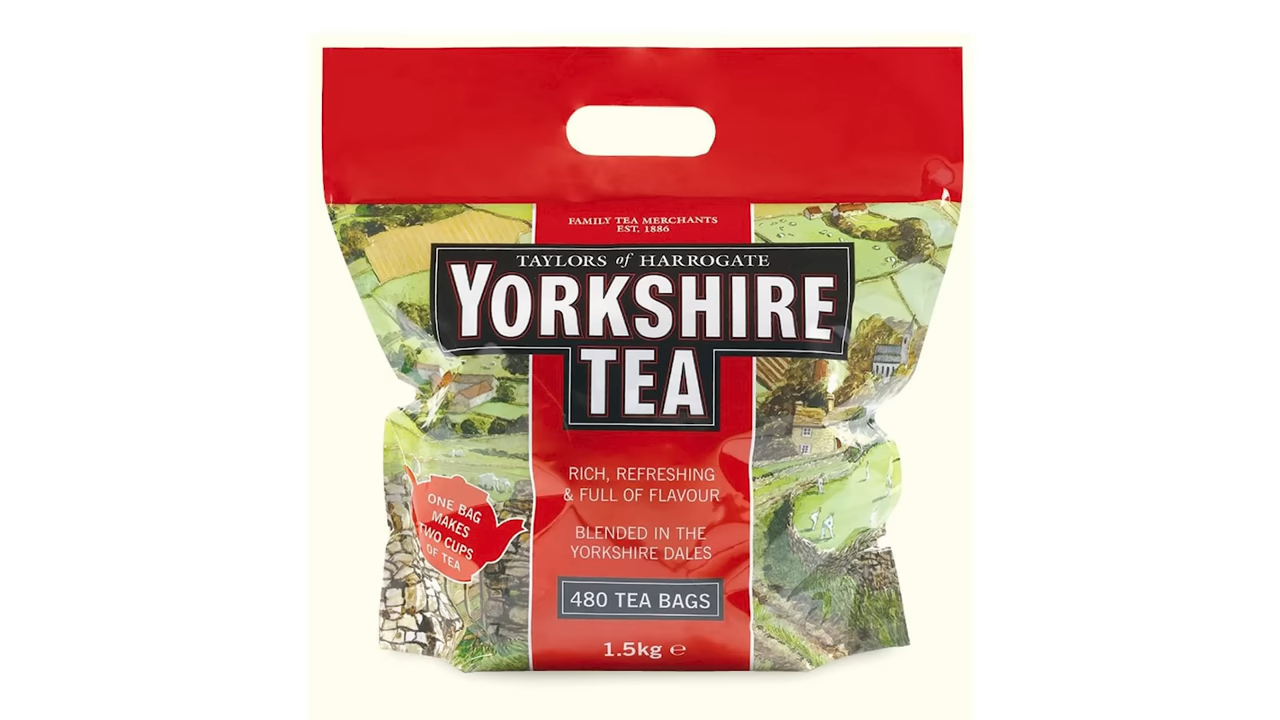 FAMILY TEA MERCHANTS
EST. 1886
TAYLORS of HARROGATE
YORKSHIRE
TEA
RICH, REFRESHING
& FULL OF FLAVOUR
BLENDED IN THE
YORKSHIRE DALES
480 TEA BAGS
1.5kg ℮
ONE BAG
MAKES
TWO CUPS
OF TEA